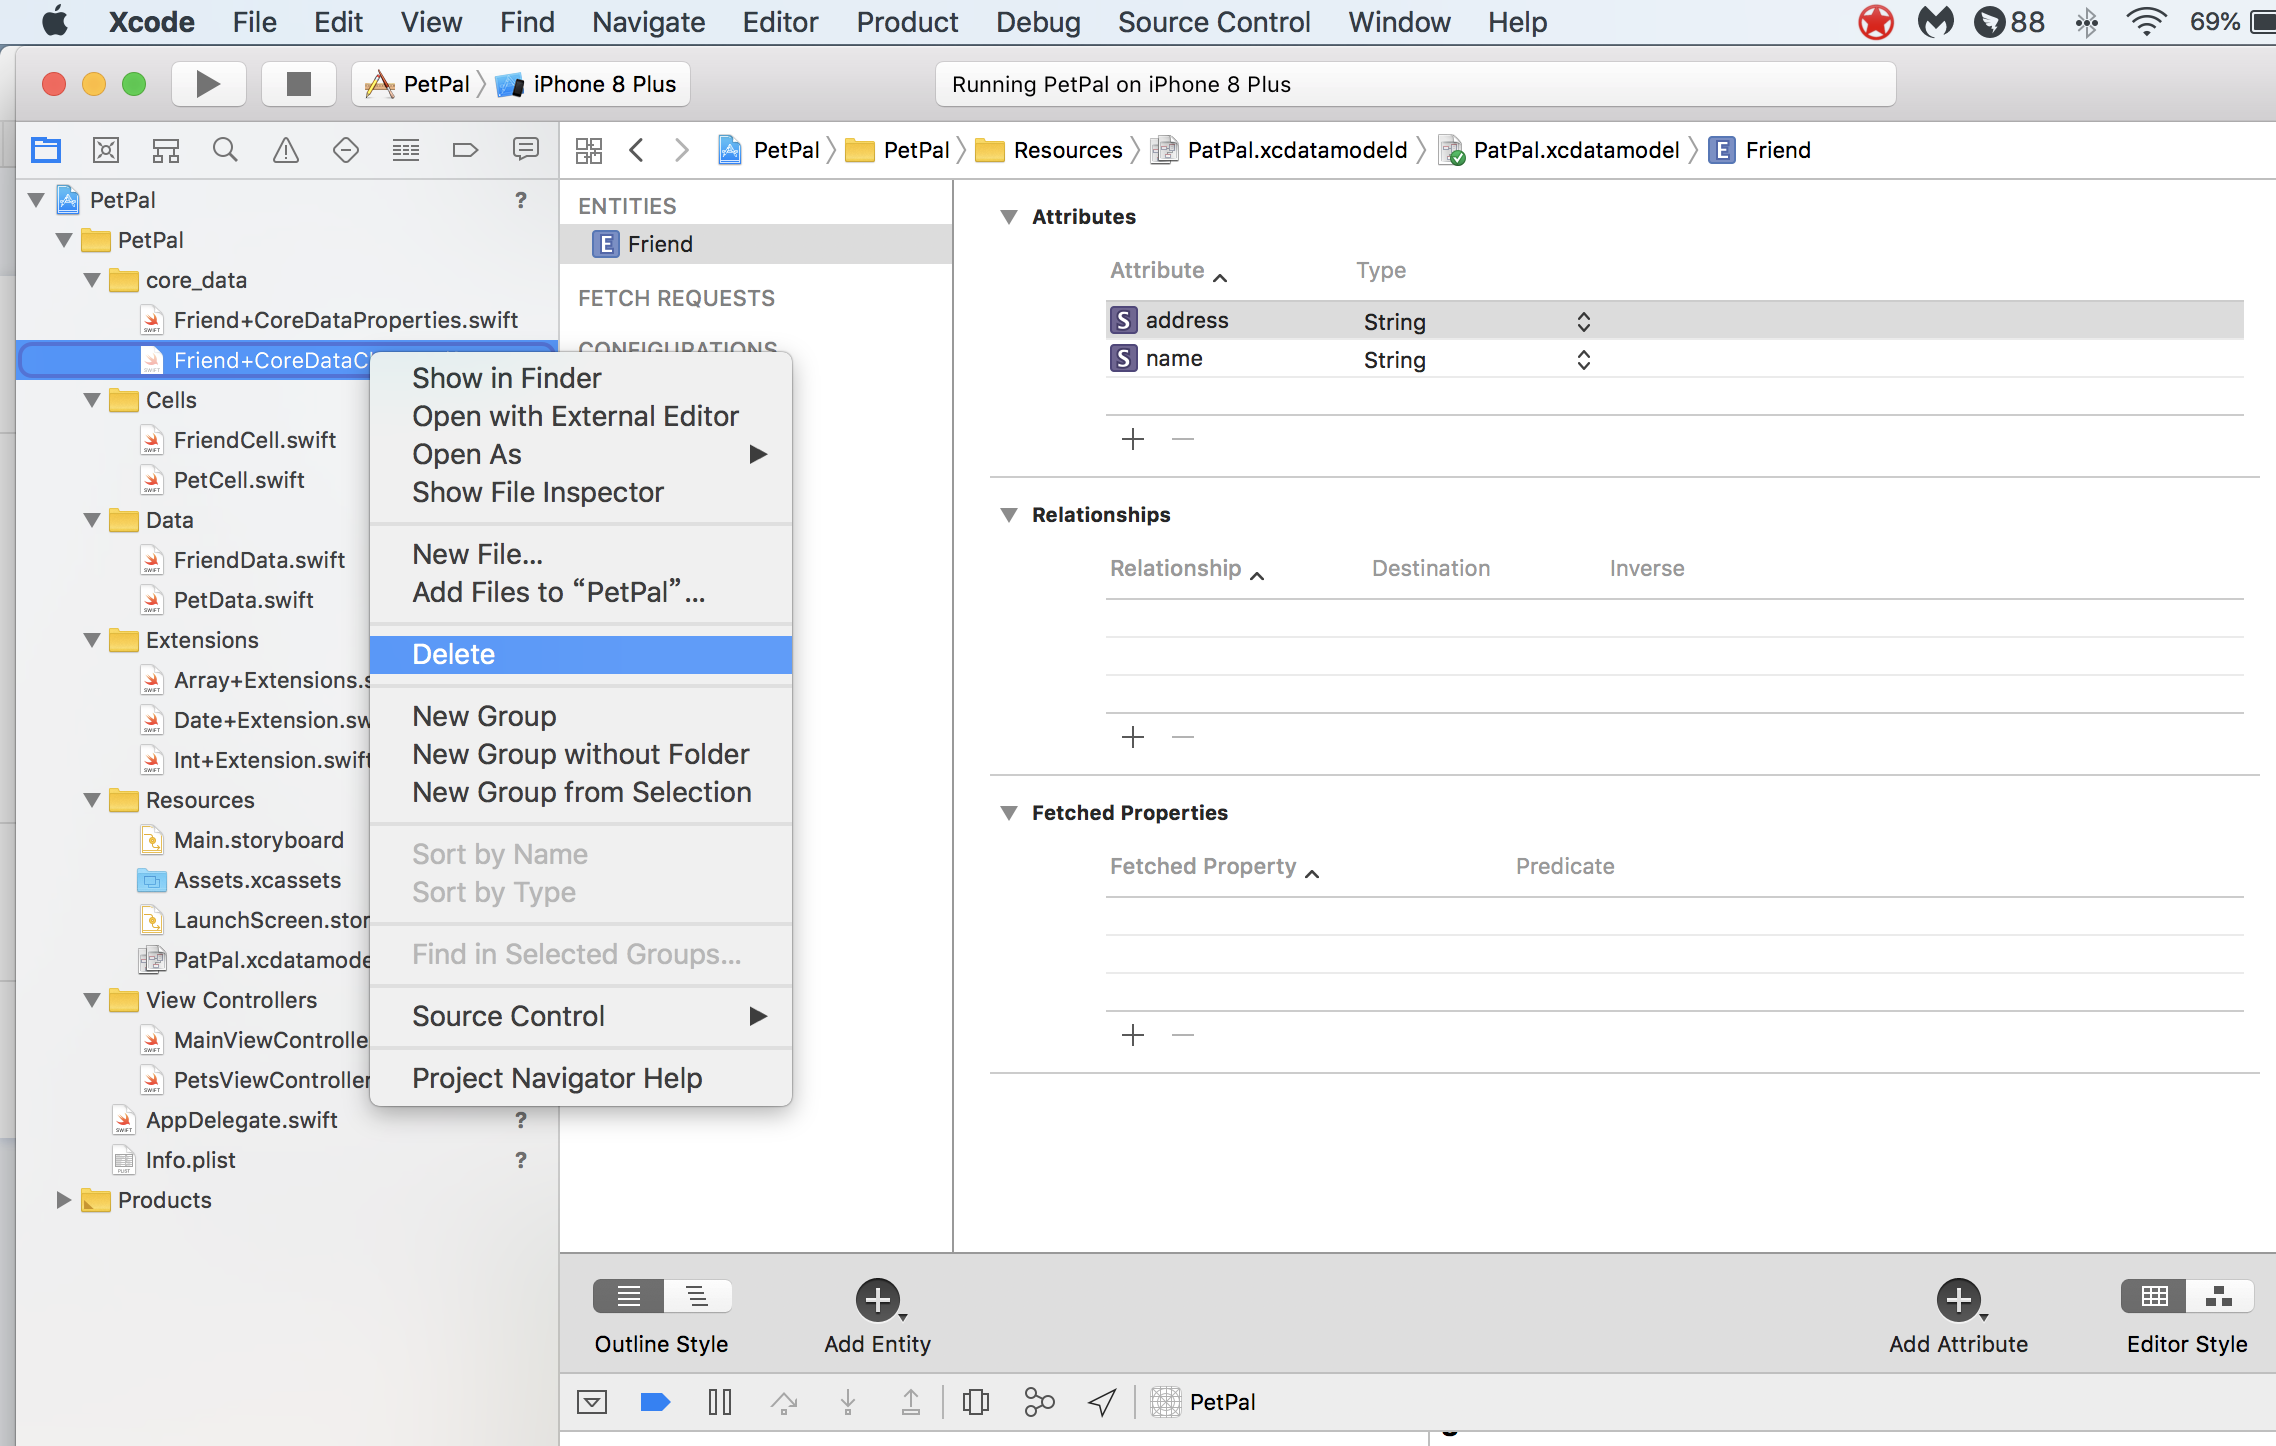 Xcode File Edit View Find Navigate Editor Product Debug Source Control Window Help 88 69%
PetPal iPhone 8 Plus Running PetPal on iPhone 8 Plus
PetPal PetPal Resources PatPal.xcdatamodeld PatPal.xcdatamodel E Friend
PetPal ?
PetPal
core_data
Friend+CoreDataProperties.swift
Friend+CoreDataC
Cells
FriendCell.swift
PetCell.swift
Data
FriendData.swift
PetData.swift
Extensions
Array+Extensions.s
Date+Extension.sw
Int+Extension.swift
Resources
Main.storyboard
Assets.xcassets
LaunchScreen.stor
PatPal.xcdatamode
View Controllers
MainViewControlle
PetsViewController
AppDelegate.swift ?
Info.plist ?
Products
Show in Finder
Open with External Editor
Open As
Show File Inspector
New File...
Add Files to “PetPal”...
Delete
New Group
New Group without Folder
New Group from Selection
Sort by Name
Sort by Type
Find in Selected Groups...
Source Control
Project Navigator Help
ENTITIES
E Friend
FETCH REQUESTS
CONFIGURATIONS
Attributes
Attribute Type
S address String
S name String
Relationships
Relationship Destination Inverse
Fetched Properties
Fetched Property Predicate
Outline Style Add Entity Add Attribute Editor Style
PetPal